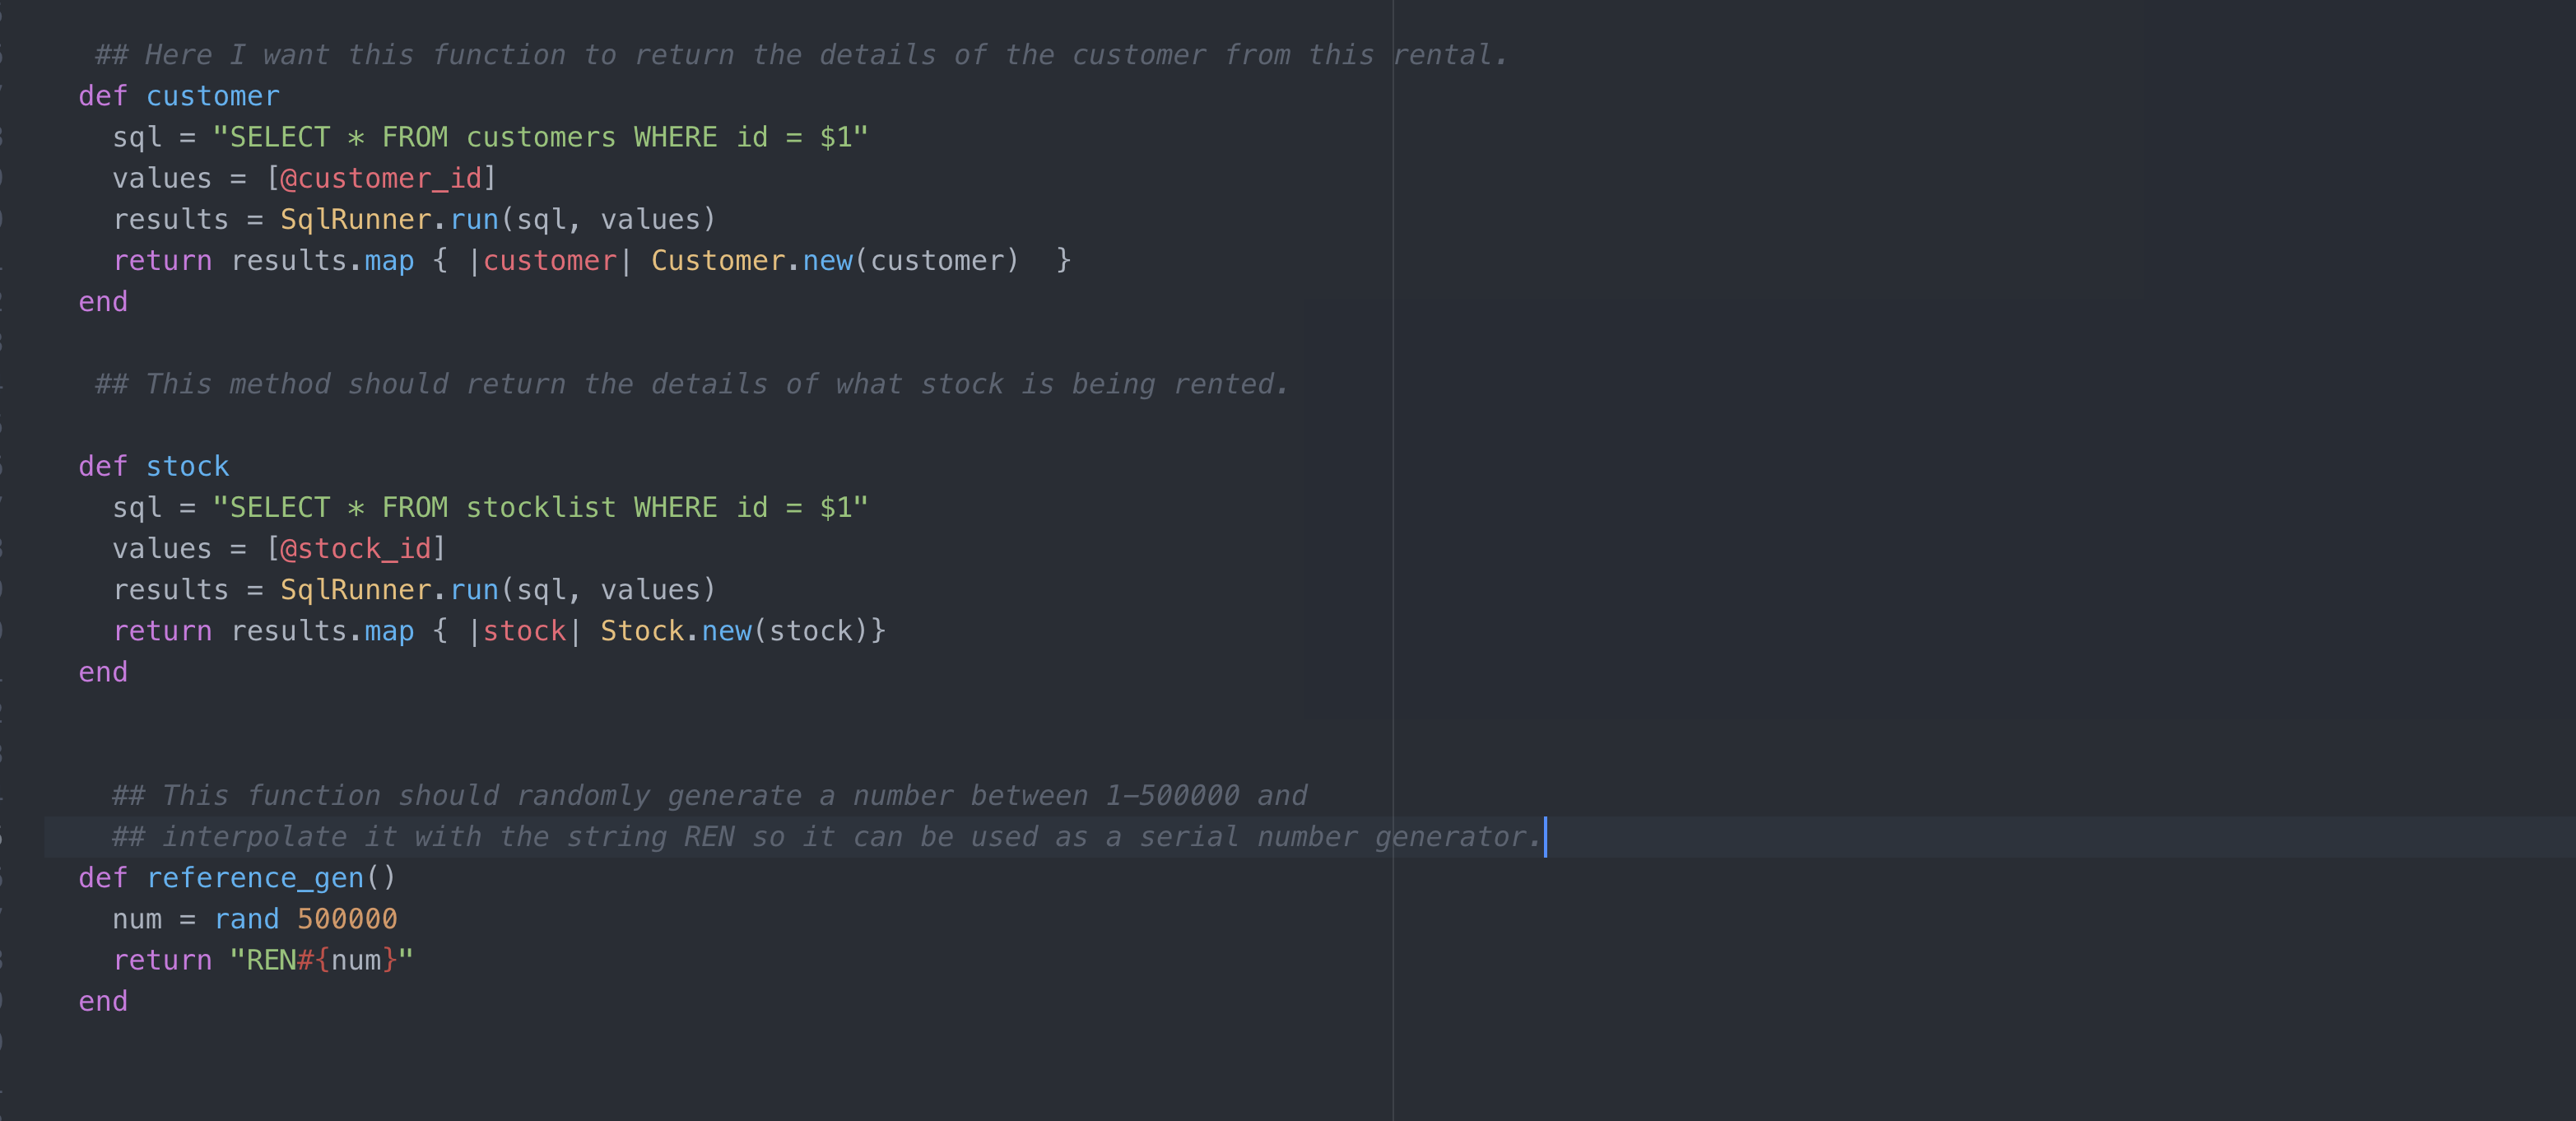 ## Here I want this function to return the details of the customer from this rental.
def customer
sql = "SELECT * FROM customers WHERE id = $1"
values = [@customer_id]
results = SqlRunner.run(sql, values)
return results.map { |customer| Customer.new(customer)  }
end
## This method should return the details of what stock is being rented.
def stock
sql = "SELECT * FROM stocklist WHERE id = $1"
values = [@stock_id]
results = SqlRunner.run(sql, values)
return results.map { |stock| Stock.new(stock)}
end
## This function should randomly generate a number between 1-500000 and
## interpolate it with the string REN so it can be used as a serial number generator.
def reference_gen()
num = rand 500000
return "REN#{num}"
end